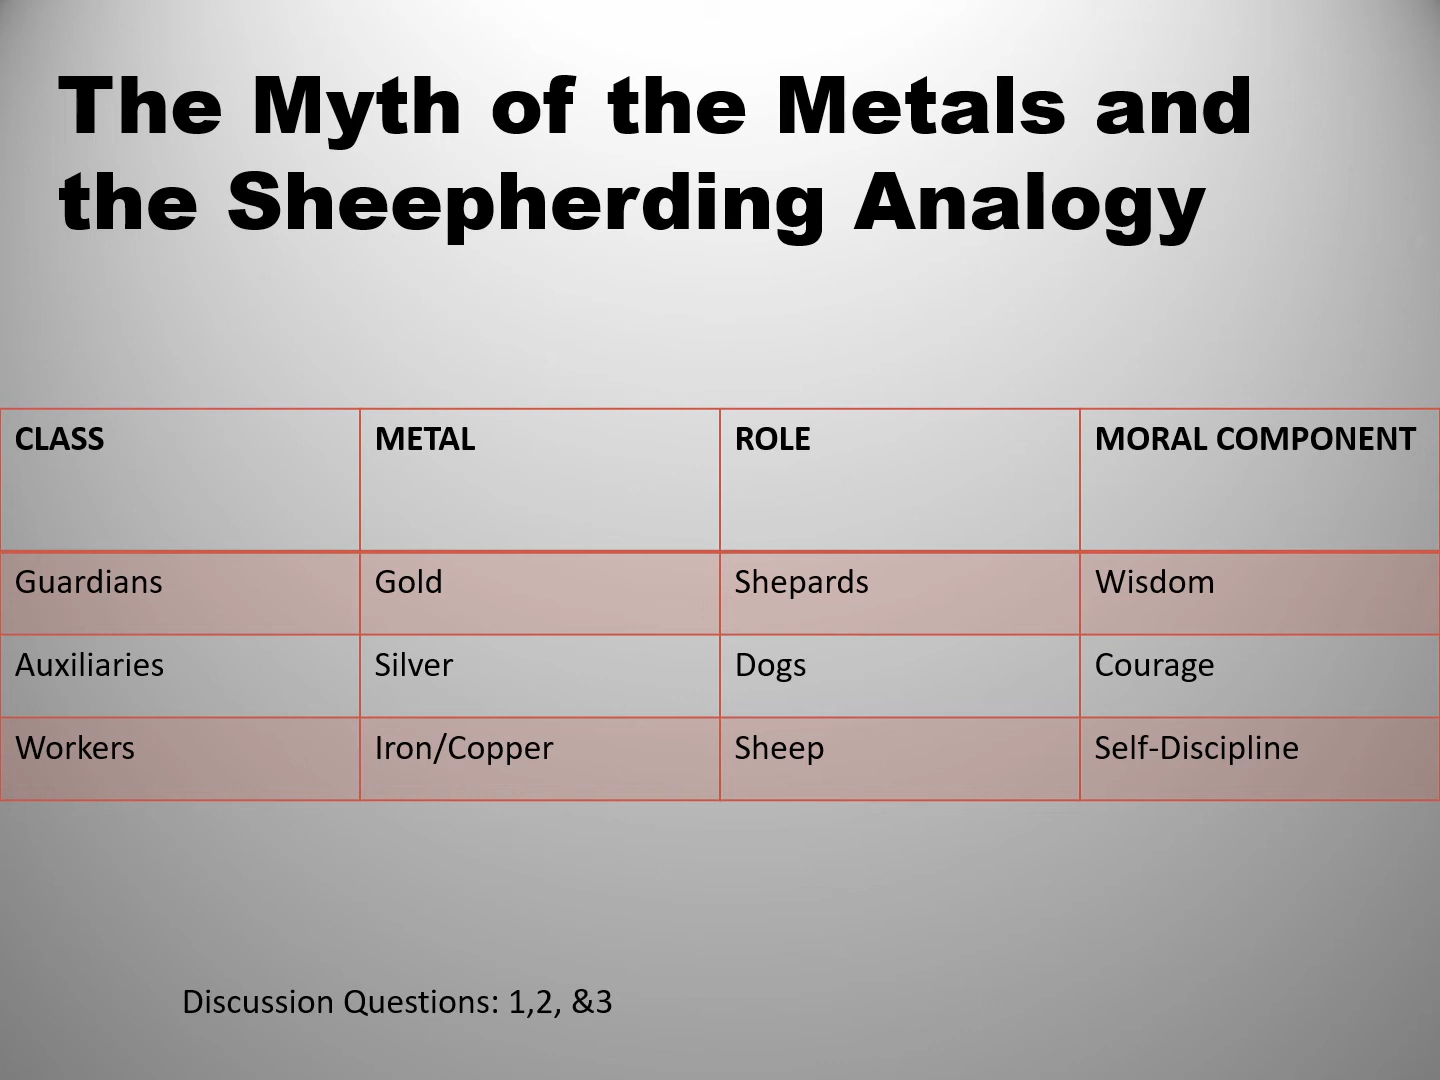 The Myth of the Metals and
the Sheepherding Analogy
CLASS METAL ROLE MORAL COMPONENT
Guardians Gold Shepards Wisdom
Auxiliaries Silver Dogs Courage
Workers Iron/Copper Sheep Self-Discipline
Discussion Questions: 1,2, &3